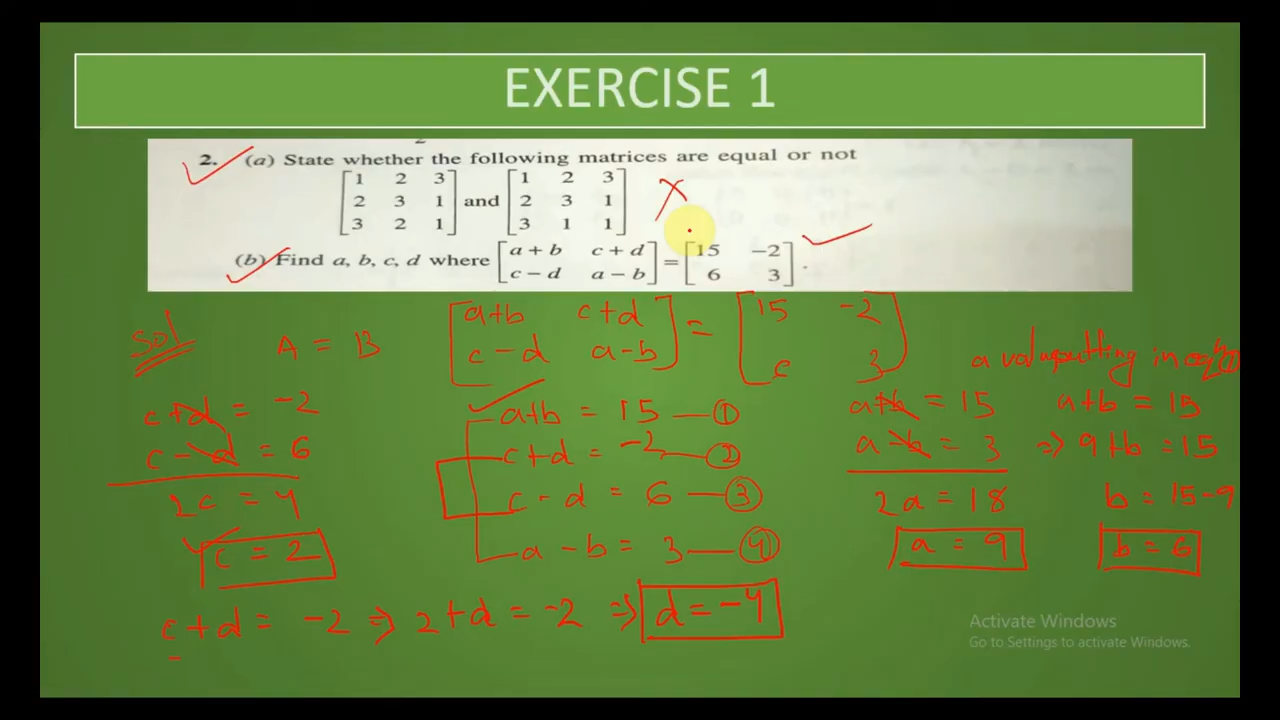 EXERCISE 1
2. (a) State whether the following matrices are equal or not
[1 2 3
2 3 1
3 2 1] and [1 2 3
2 3 1
3 1 1]
(b) Find a, b, c, d where [a + b c + d
c − d a − b] = [15 −2
6 3].
Sol
A = B
[a+b c+d
c-d a-b] = [15 -2
6 3]
c+d = -2
c-d = 6
2c = 4
c = 2
a+b = 15 — ①
c+d = -2 — ②
c-d = 6 — ③
a-b = 3 — ④
a+b = 15
a-b = 3
2a = 18
a = 9
a putting in
a+b = 15
⇒ 9+b = 15
b = 15-9
b = 6
c+d = -2 ⇒ 2+d = -2 ⇒ d = -4
Activate Windows
Go to Settings to activate Windows.